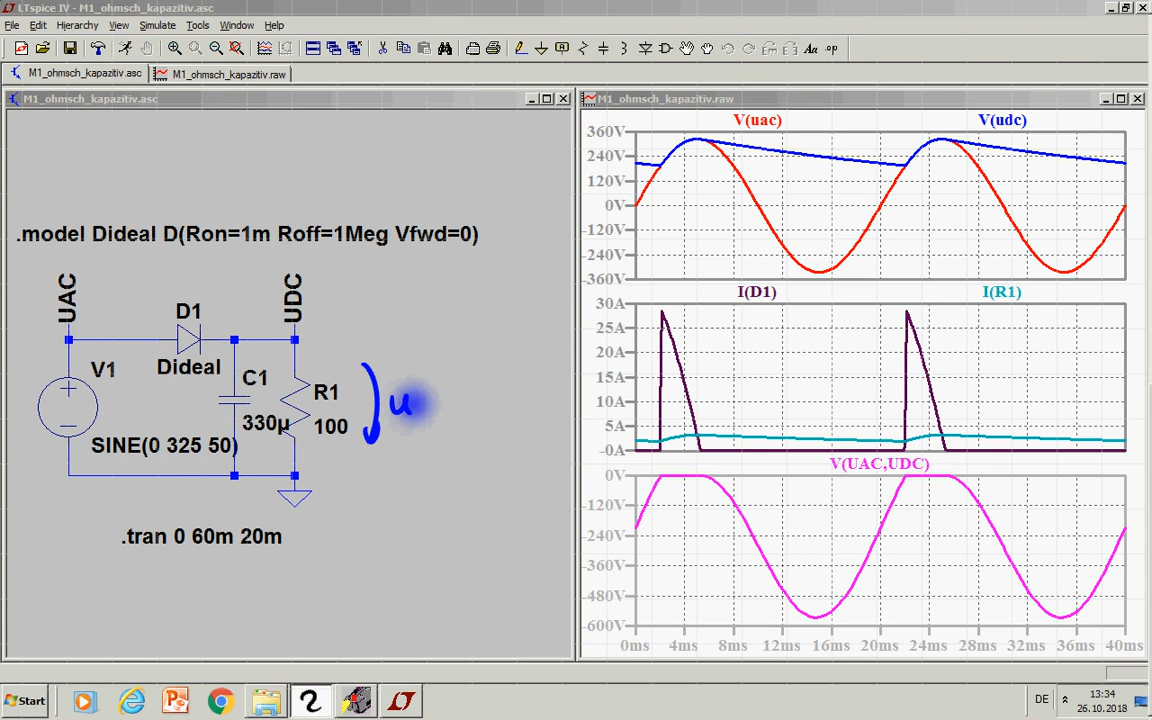 LTspice IV - M1_ohmsch_kapazitiv.asc
File Edit Hierarchy View Simulate Tools Window Help
M1_ohmsch_kapazitiv.asc M1_ohmsch_kapazitiv.raw
M1_ohmsch_kapazitiv.asc
.model Dideal D(Ron=1m Roff=1Meg Vfwd=0)
UAC
UDC
D1
Dideal
V1
C1
R1
330µ
100
SINE(0 325 50)
u
.tran 0 60m 20m
M1_ohmsch_kapazitiv.raw
V(uac) V(udc)
360V
240V
120V
0V
-120V
-240V
-360V
I(D1) I(R1)
30A
25A
20A
15A
10A
5A
-0A
V(UAC,UDC)
0V
-120V
-240V
-360V
-480V
-600V
0ms 4ms 8ms 12ms 16ms 20ms 24ms 28ms 32ms 36ms 40ms
Start
DE
13:34
26.10.2018